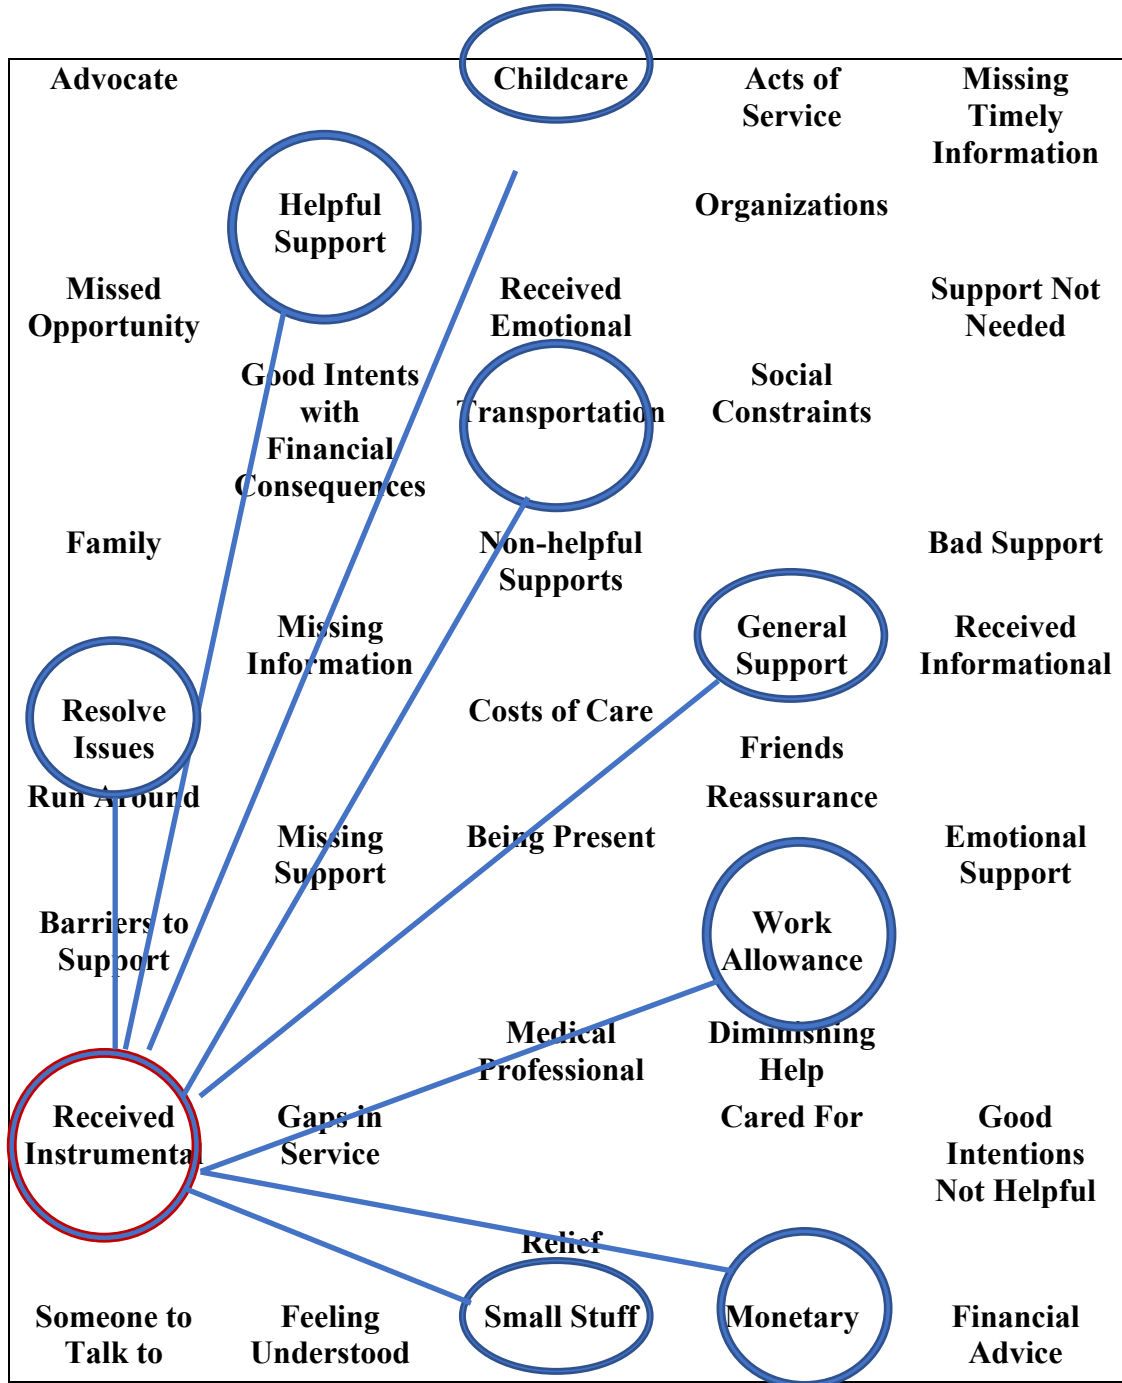 Advocate
Childcare
Acts of
Service
Missing
Timely
Information
Helpful
Support
Organizations
Missed
Opportunity
Received
Emotional
Support Not
Needed
Good Intents
with
Financial
Consequences
Transportation
Social
Constraints
Family
Non-helpful
Supports
Bad Support
Missing
Information
General
Support
Received
Informational
Resolve
Issues
Costs of Care
Friends
Run Around
Reassurance
Missing
Support
Being Present
Emotional
Support
Barriers to
Support
Work
Allowance
Medical
Professional
Diminishing
Help
Received
Instrumental
Gaps in
Service
Cared For
Good
Intentions
Not Helpful
Relief
Someone to
Talk to
Feeling
Understood
Small Stuff
Monetary
Financial
Advice